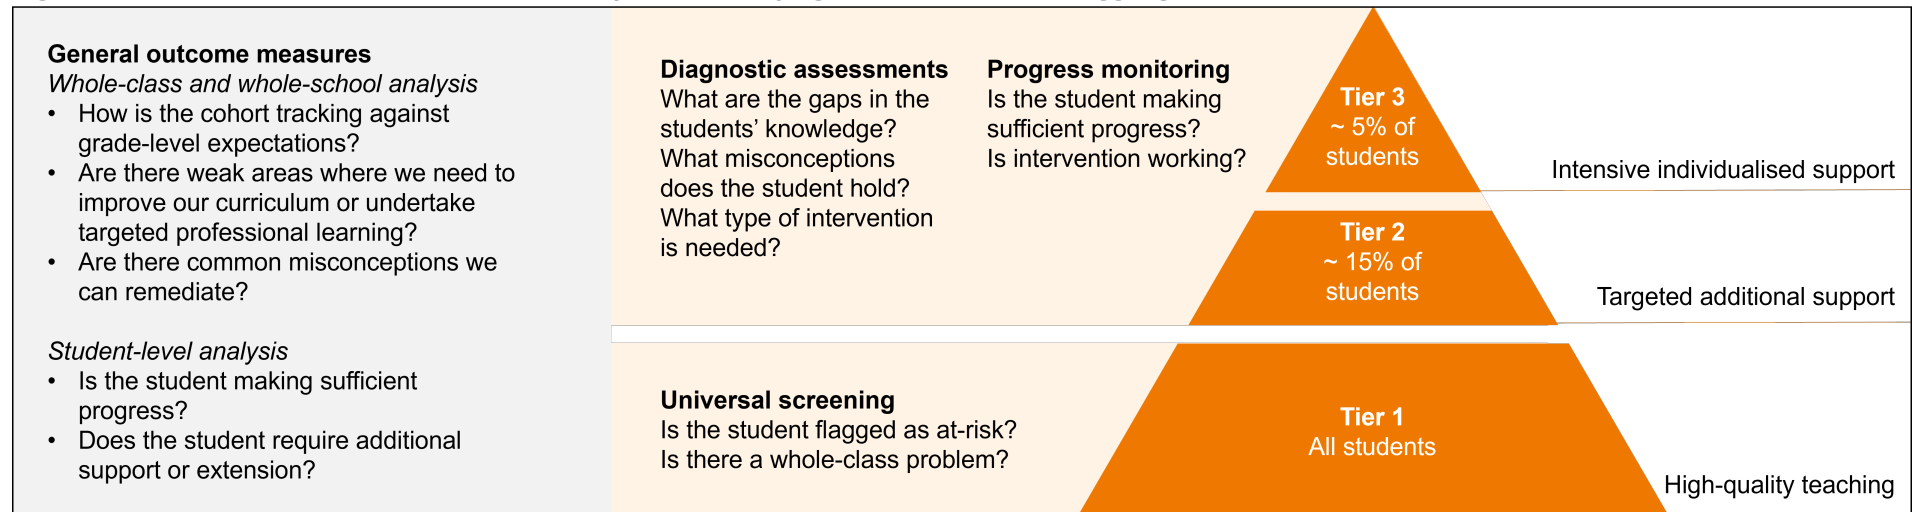 General outcome measures
Whole-class and whole-school analysis
• How is the cohort tracking against
grade-level expectations?
• Are there weak areas where we need to
improve our curriculum or undertake
targeted professional learning?
• Are there common misconceptions we
can remediate?
Student-level analysis
• Is the student making sufficient
progress?
• Does the student require additional
support or extension?
Diagnostic assessments
What are the gaps in the
students’ knowledge?
What misconceptions
does the student hold?
What type of intervention
is needed?
Progress monitoring
Is the student making
sufficient progress?
Is intervention working?
Universal screening
Is the student flagged as at-risk?
Is there a whole-class problem?
Tier 3
~ 5% of
students
Intensive individualised support
Tier 2
~ 15% of
students
Targeted additional support
Tier 1
All students
High-quality teaching